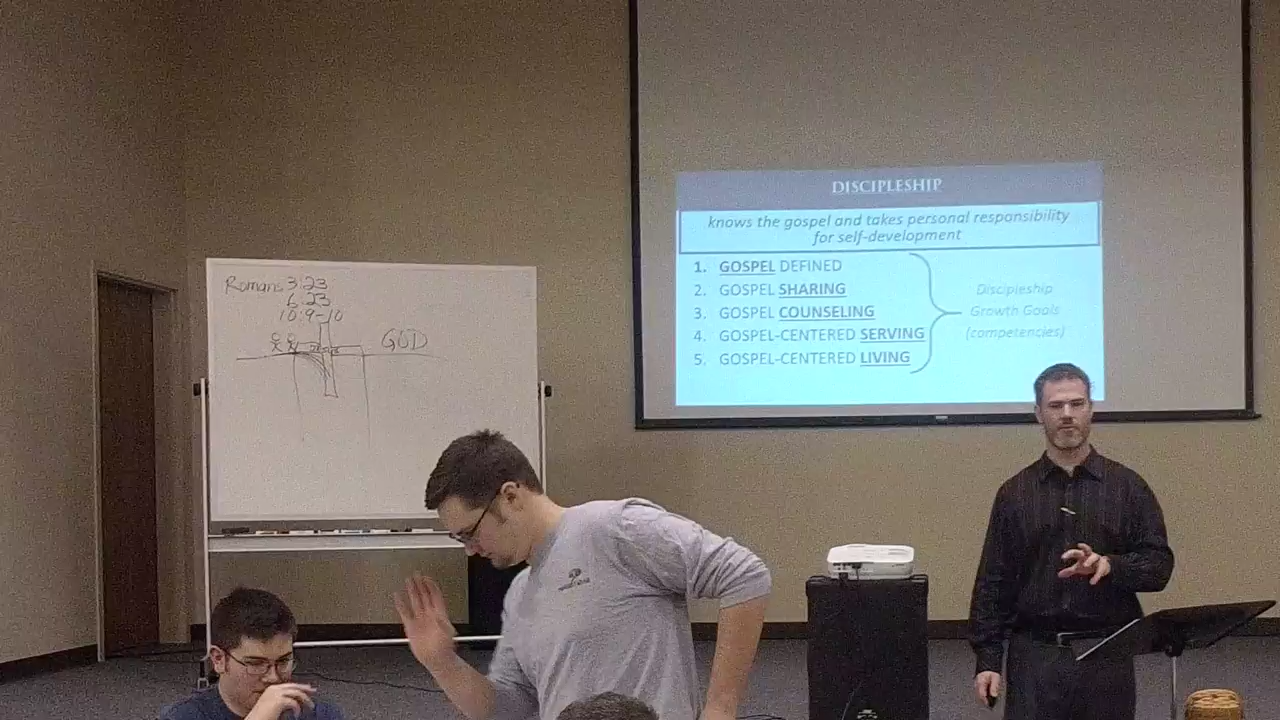 Romans 3:23
6:23
10:9-10
GOD
DISCIPLESHIP
knows the gospel and takes personal responsibility
for self-development
1. GOSPEL DEFINED
2. GOSPEL SHARING
3. GOSPEL COUNSELING
4. GOSPEL-CENTERED SERVING
5. GOSPEL-CENTERED LIVING
Discipleship
Growth Goals
(competencies)